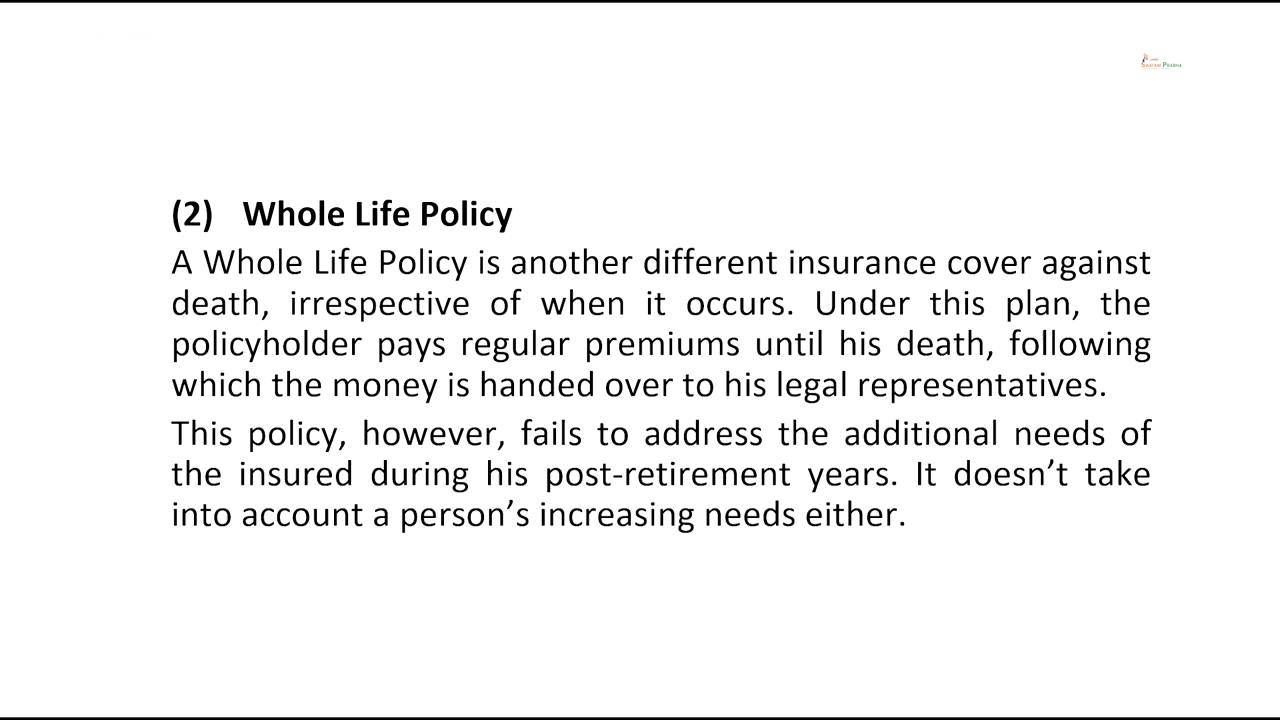 SWAYAM PRABHA
(2) Whole Life Policy
A Whole Life Policy is another different insurance cover against
death, irrespective of when it occurs. Under this plan, the
policyholder pays regular premiums until his death, following
which the money is handed over to his legal representatives.
This policy, however, fails to address the additional needs of
the insured during his post-retirement years. It doesn’t take
into account a person’s increasing needs either.